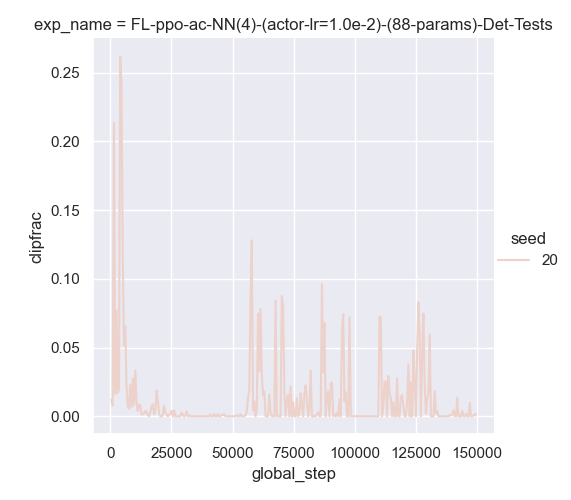 exp_name = FL-ppo-ac-NN(4)-(actor-lr=1.0e-2)-(88-params)-Det-Tests
0.25
0.20
0.15
0.10
0.05
0.00
clipfrac
0 25000 50000 75000 100000 125000 150000
global_step
seed
20